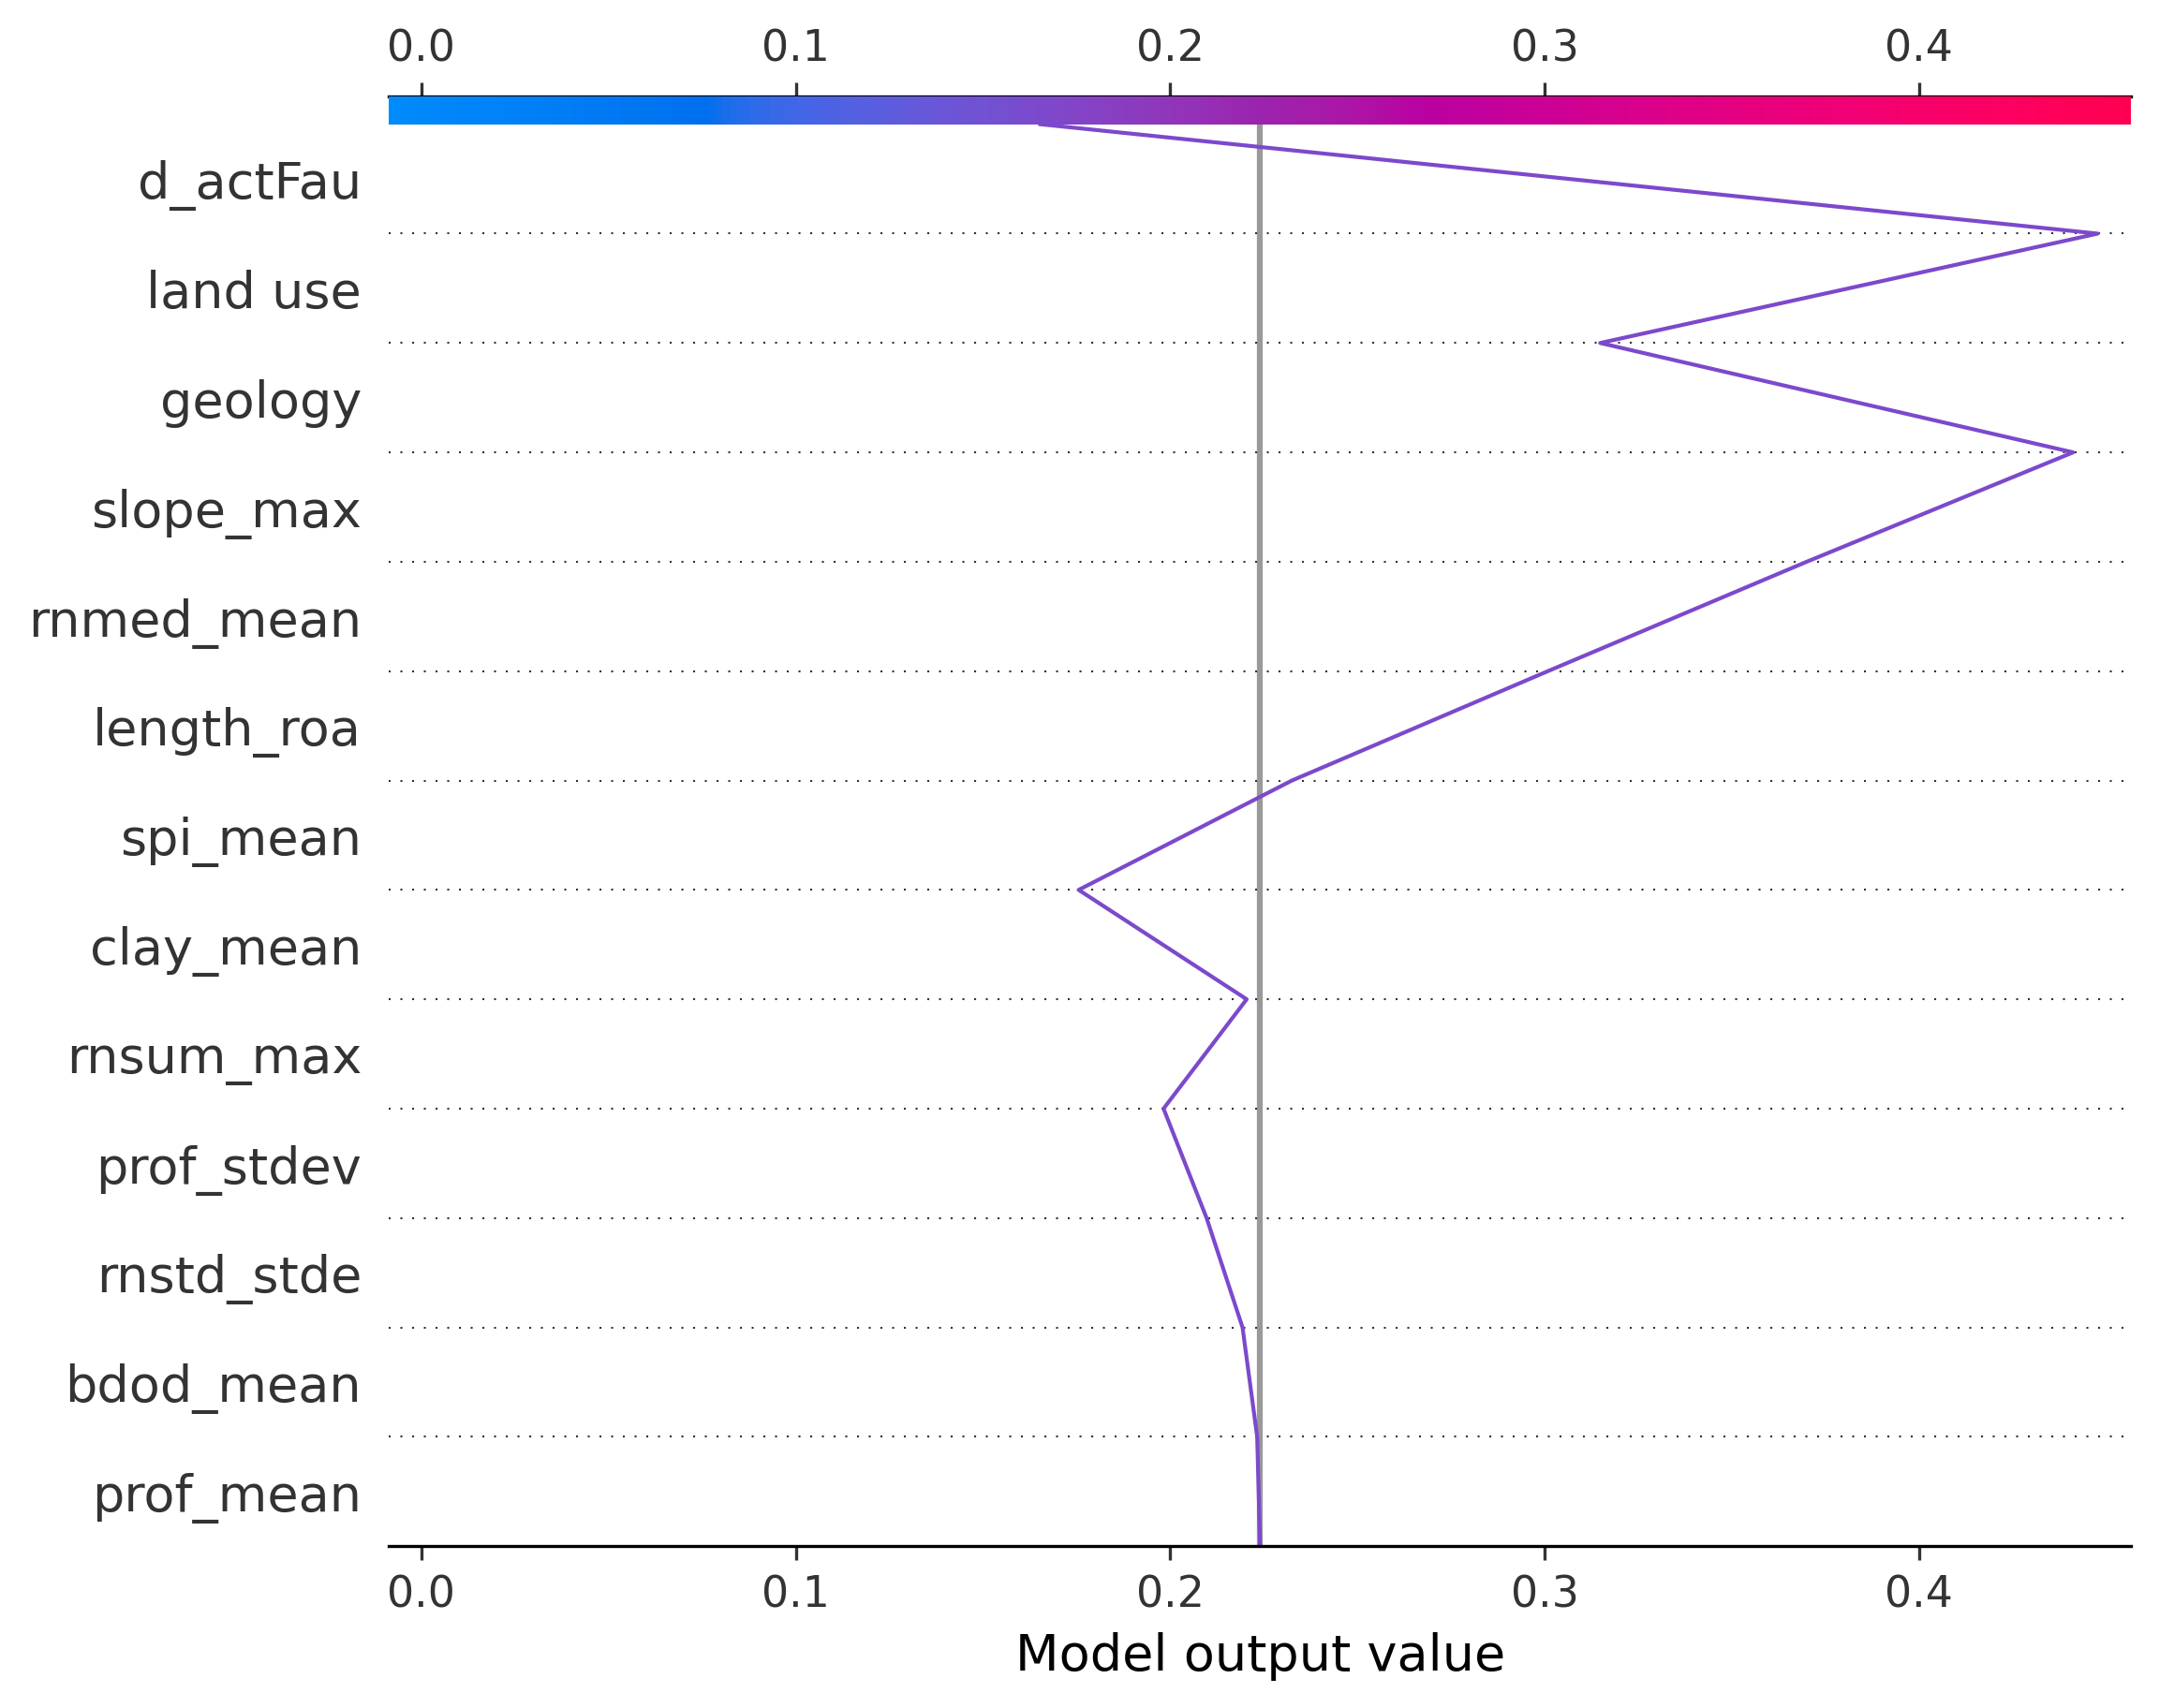 0.0 0.1 0.2 0.3 0.4
d_actFau
land use
geology
slope_max
rnmed_mean
length_roa
spi_mean
clay_mean
rnsum_max
prof_stdev
rnstd_stde
bdod_mean
prof_mean
0.0 0.1 0.2 0.3 0.4
Model output value